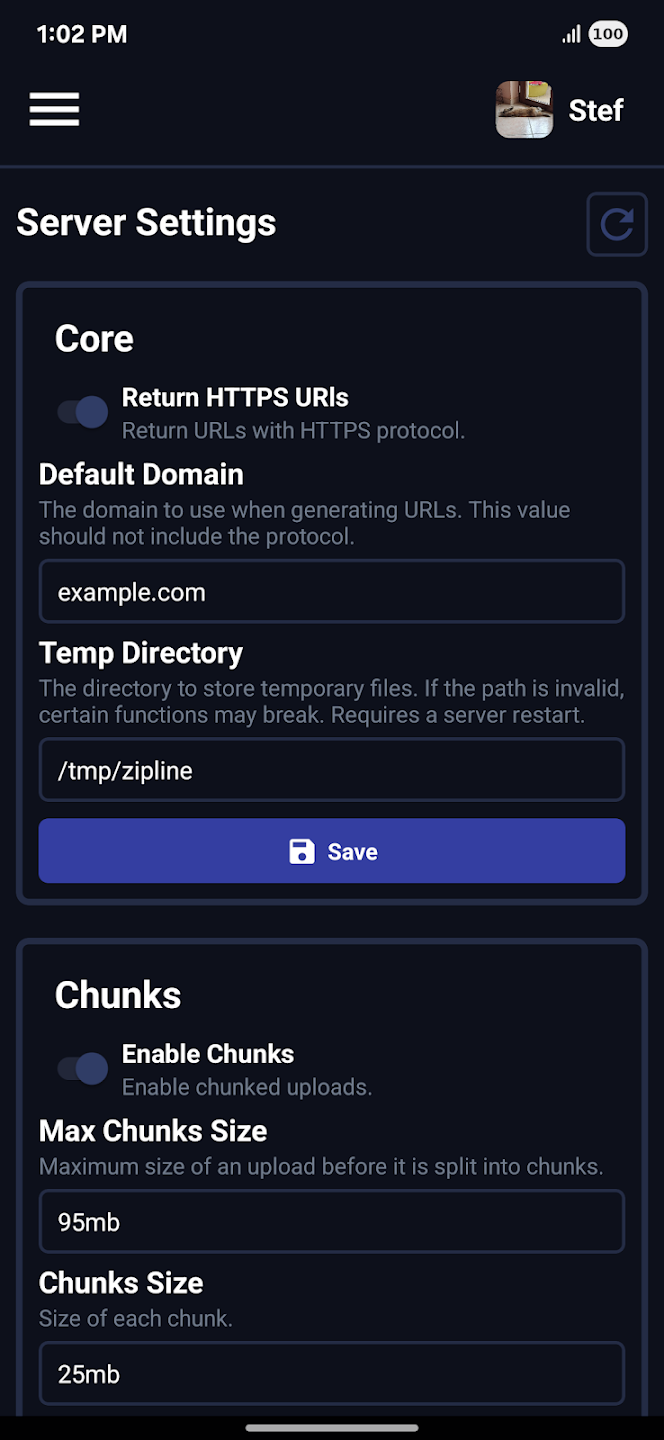 1:02 PM
100
Stef
Server Settings
Core
Return HTTPS URls
Return URLs with HTTPS protocol.
Default Domain
The domain to use when generating URLs. This value
should not include the protocol.
example.com
Temp Directory
The directory to store temporary files. If the path is invalid,
certain functions may break. Requires a server restart.
/tmp/zipline
Save
Chunks
Enable Chunks
Enable chunked uploads.
Max Chunks Size
Maximum size of an upload before it is split into chunks.
95mb
Chunks Size
Size of each chunk.
25mb